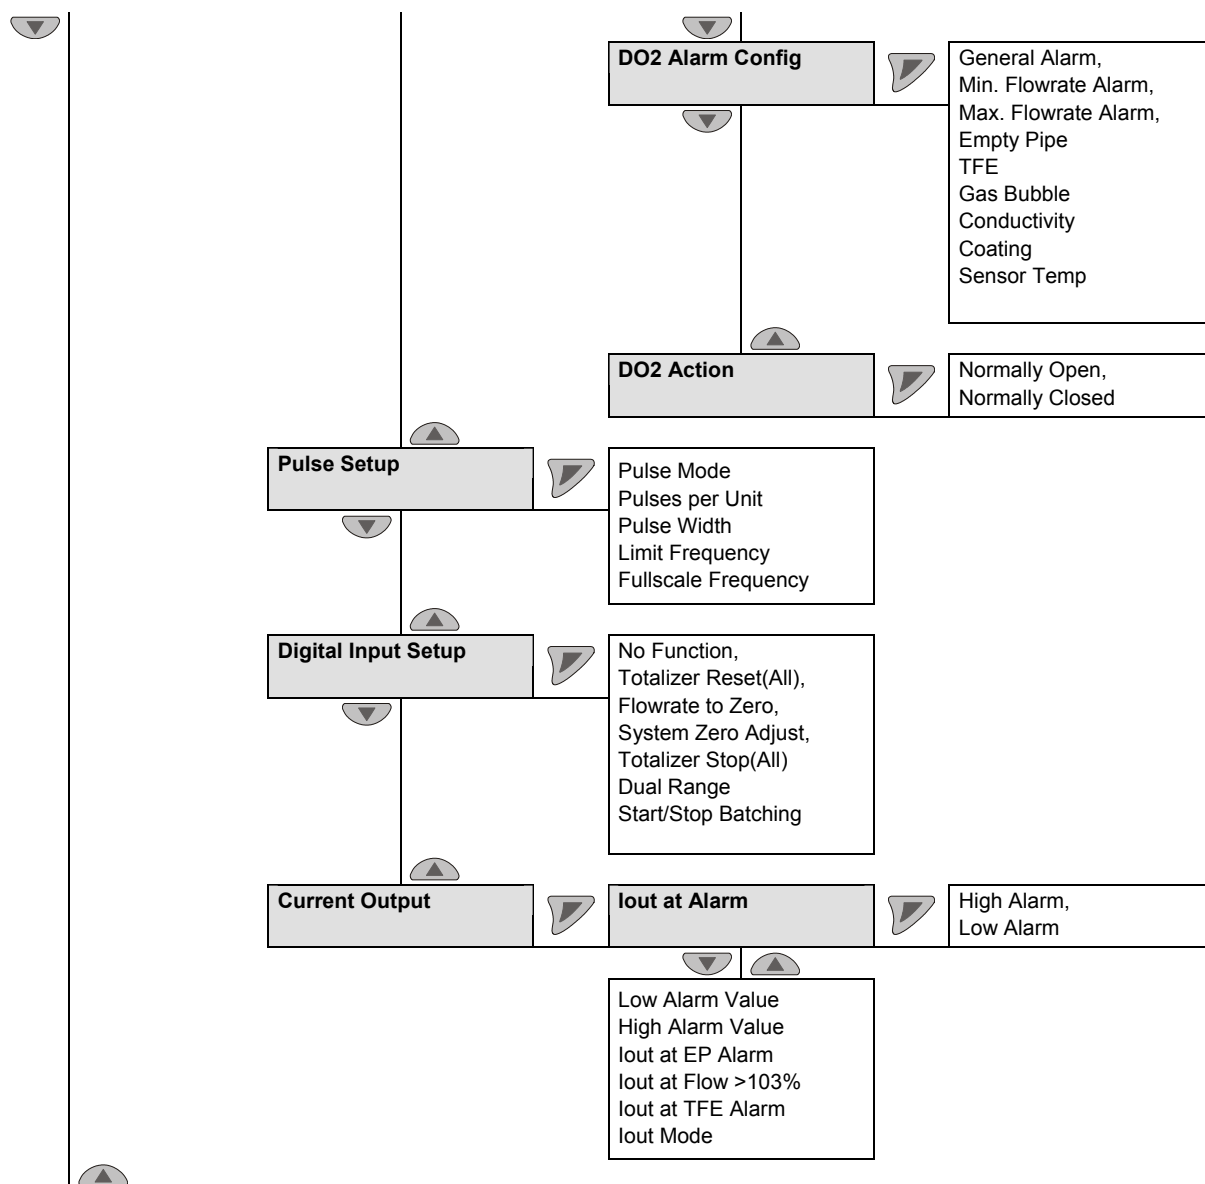 DO2 Alarm Config
General Alarm,
Min. Flowrate Alarm,
Max. Flowrate Alarm,
Empty Pipe
TFE
Gas Bubble
Conductivity
Coating
Sensor Temp
DO2 Action
Normally Open,
Normally Closed
Pulse Setup
Pulse Mode
Pulses per Unit
Pulse Width
Limit Frequency
Fullscale Frequency
Digital Input Setup
No Function,
Totalizer Reset(All),
Flowrate to Zero,
System Zero Adjust,
Totalizer Stop(All)
Dual Range
Start/Stop Batching
Current Output
Iout at Alarm
High Alarm,
Low Alarm
Low Alarm Value
High Alarm Value
Iout at EP Alarm
Iout at Flow >103%
Iout at TFE Alarm
Iout Mode